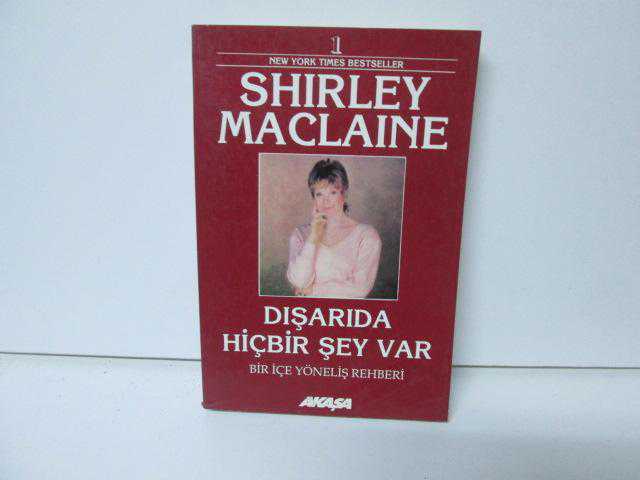 1
NEW YORK TIMES BESTSELLER
SHIRLEY
MACLAINE
DIŞARIDA
HİÇBİR ŞEY VAR
BİR İÇE YÖNELİŞ REHBERİ
AKAŞA